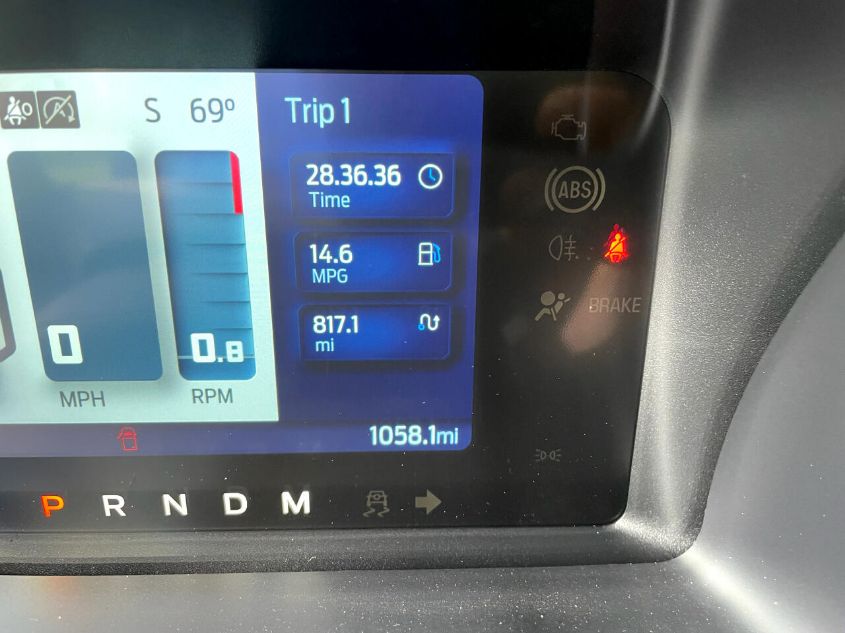 S 69º
Trip 1
28.36.36
Time
14.6
MPG
817.1
mi
0
MPH
0.8
RPM
1058.1mi
P R N D M
ABS
BRAKE